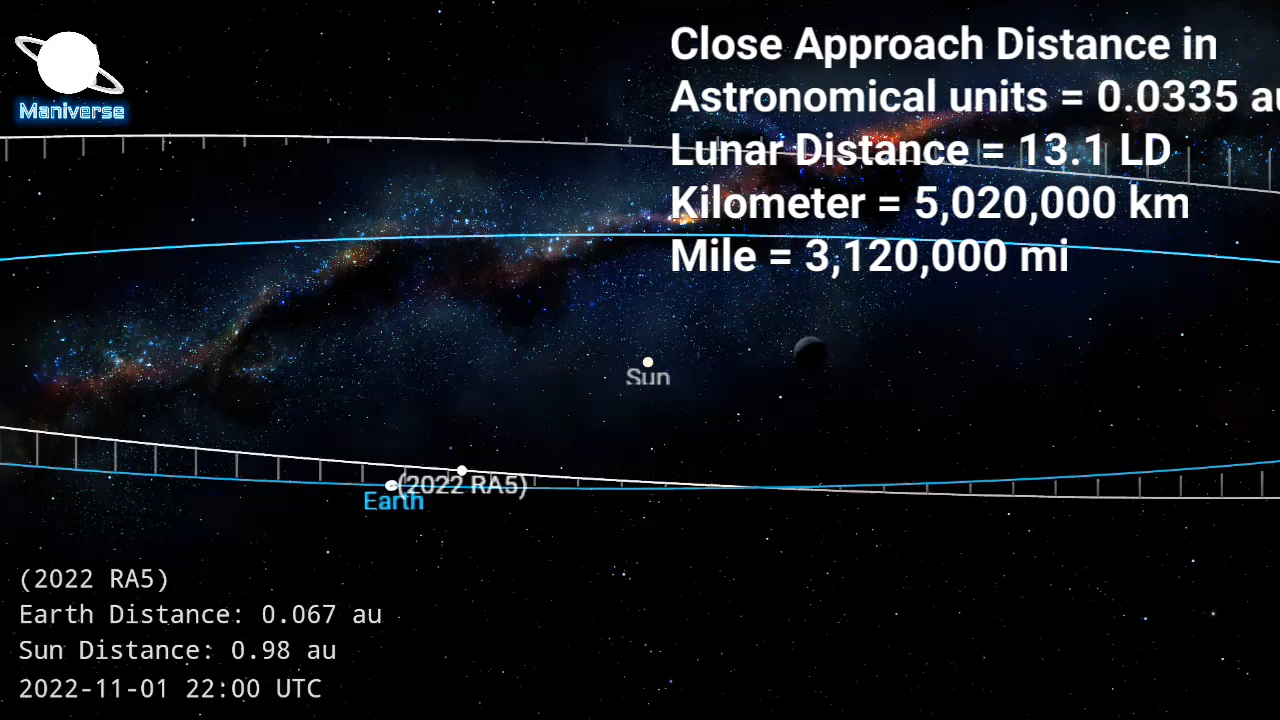 Maniverse
Close Approach Distance in
Astronomical units = 0.0335 au
Lunar Distance = 13.1 LD
Kilometer = 5,020,000 km
Mile = 3,120,000 mi
Sun
(2022 RA5)
Earth
(2022 RA5)
Earth Distance: 0.067 au
Sun Distance: 0.98 au
2022-11-01 22:00 UTC